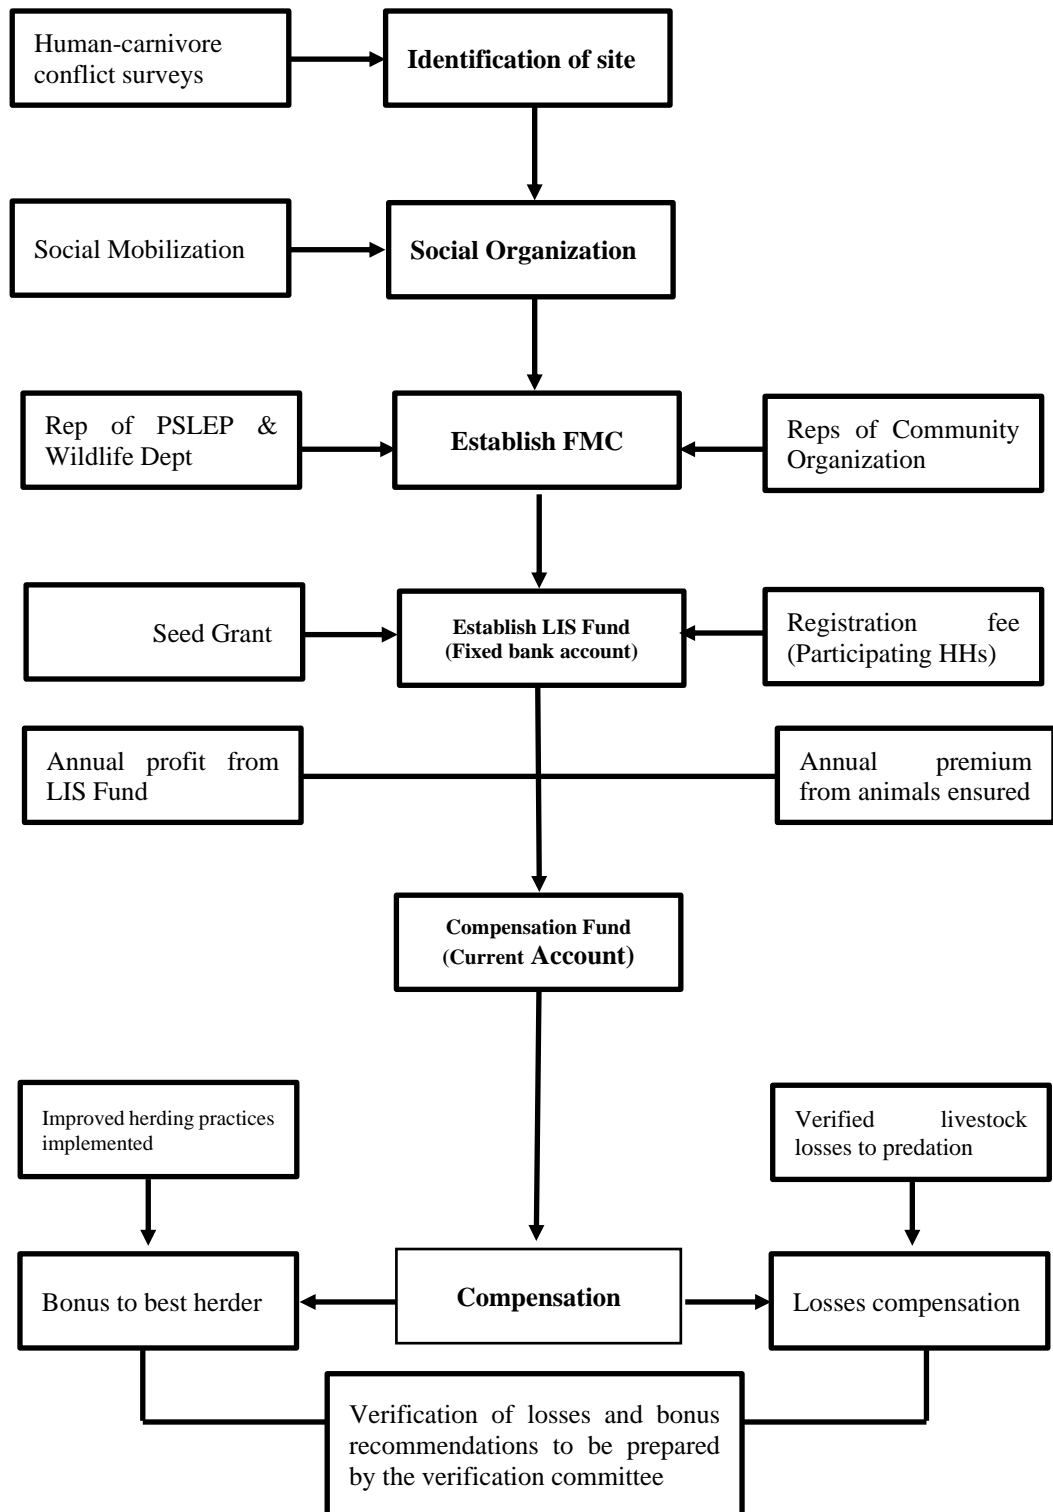 Human-carnivore
conflict surveys
Identification of site
Social Mobilization
Social Organization
Rep of PSLEP &
Wildlife Dept
Establish FMC
Reps of Community
Organization
Seed Grant
Establish LIS Fund
(Fixed bank account)
Registration fee
(Participating HHs)
Annual profit from
LIS Fund
Annual premium
from animals ensured
Compensation Fund
(Current Account)
Improved herding practices
implemented
Verified livestock
losses to predation
Bonus to best herder
Compensation
Losses compensation
Verification of losses and bonus
recommendations to be prepared
by the verification committee